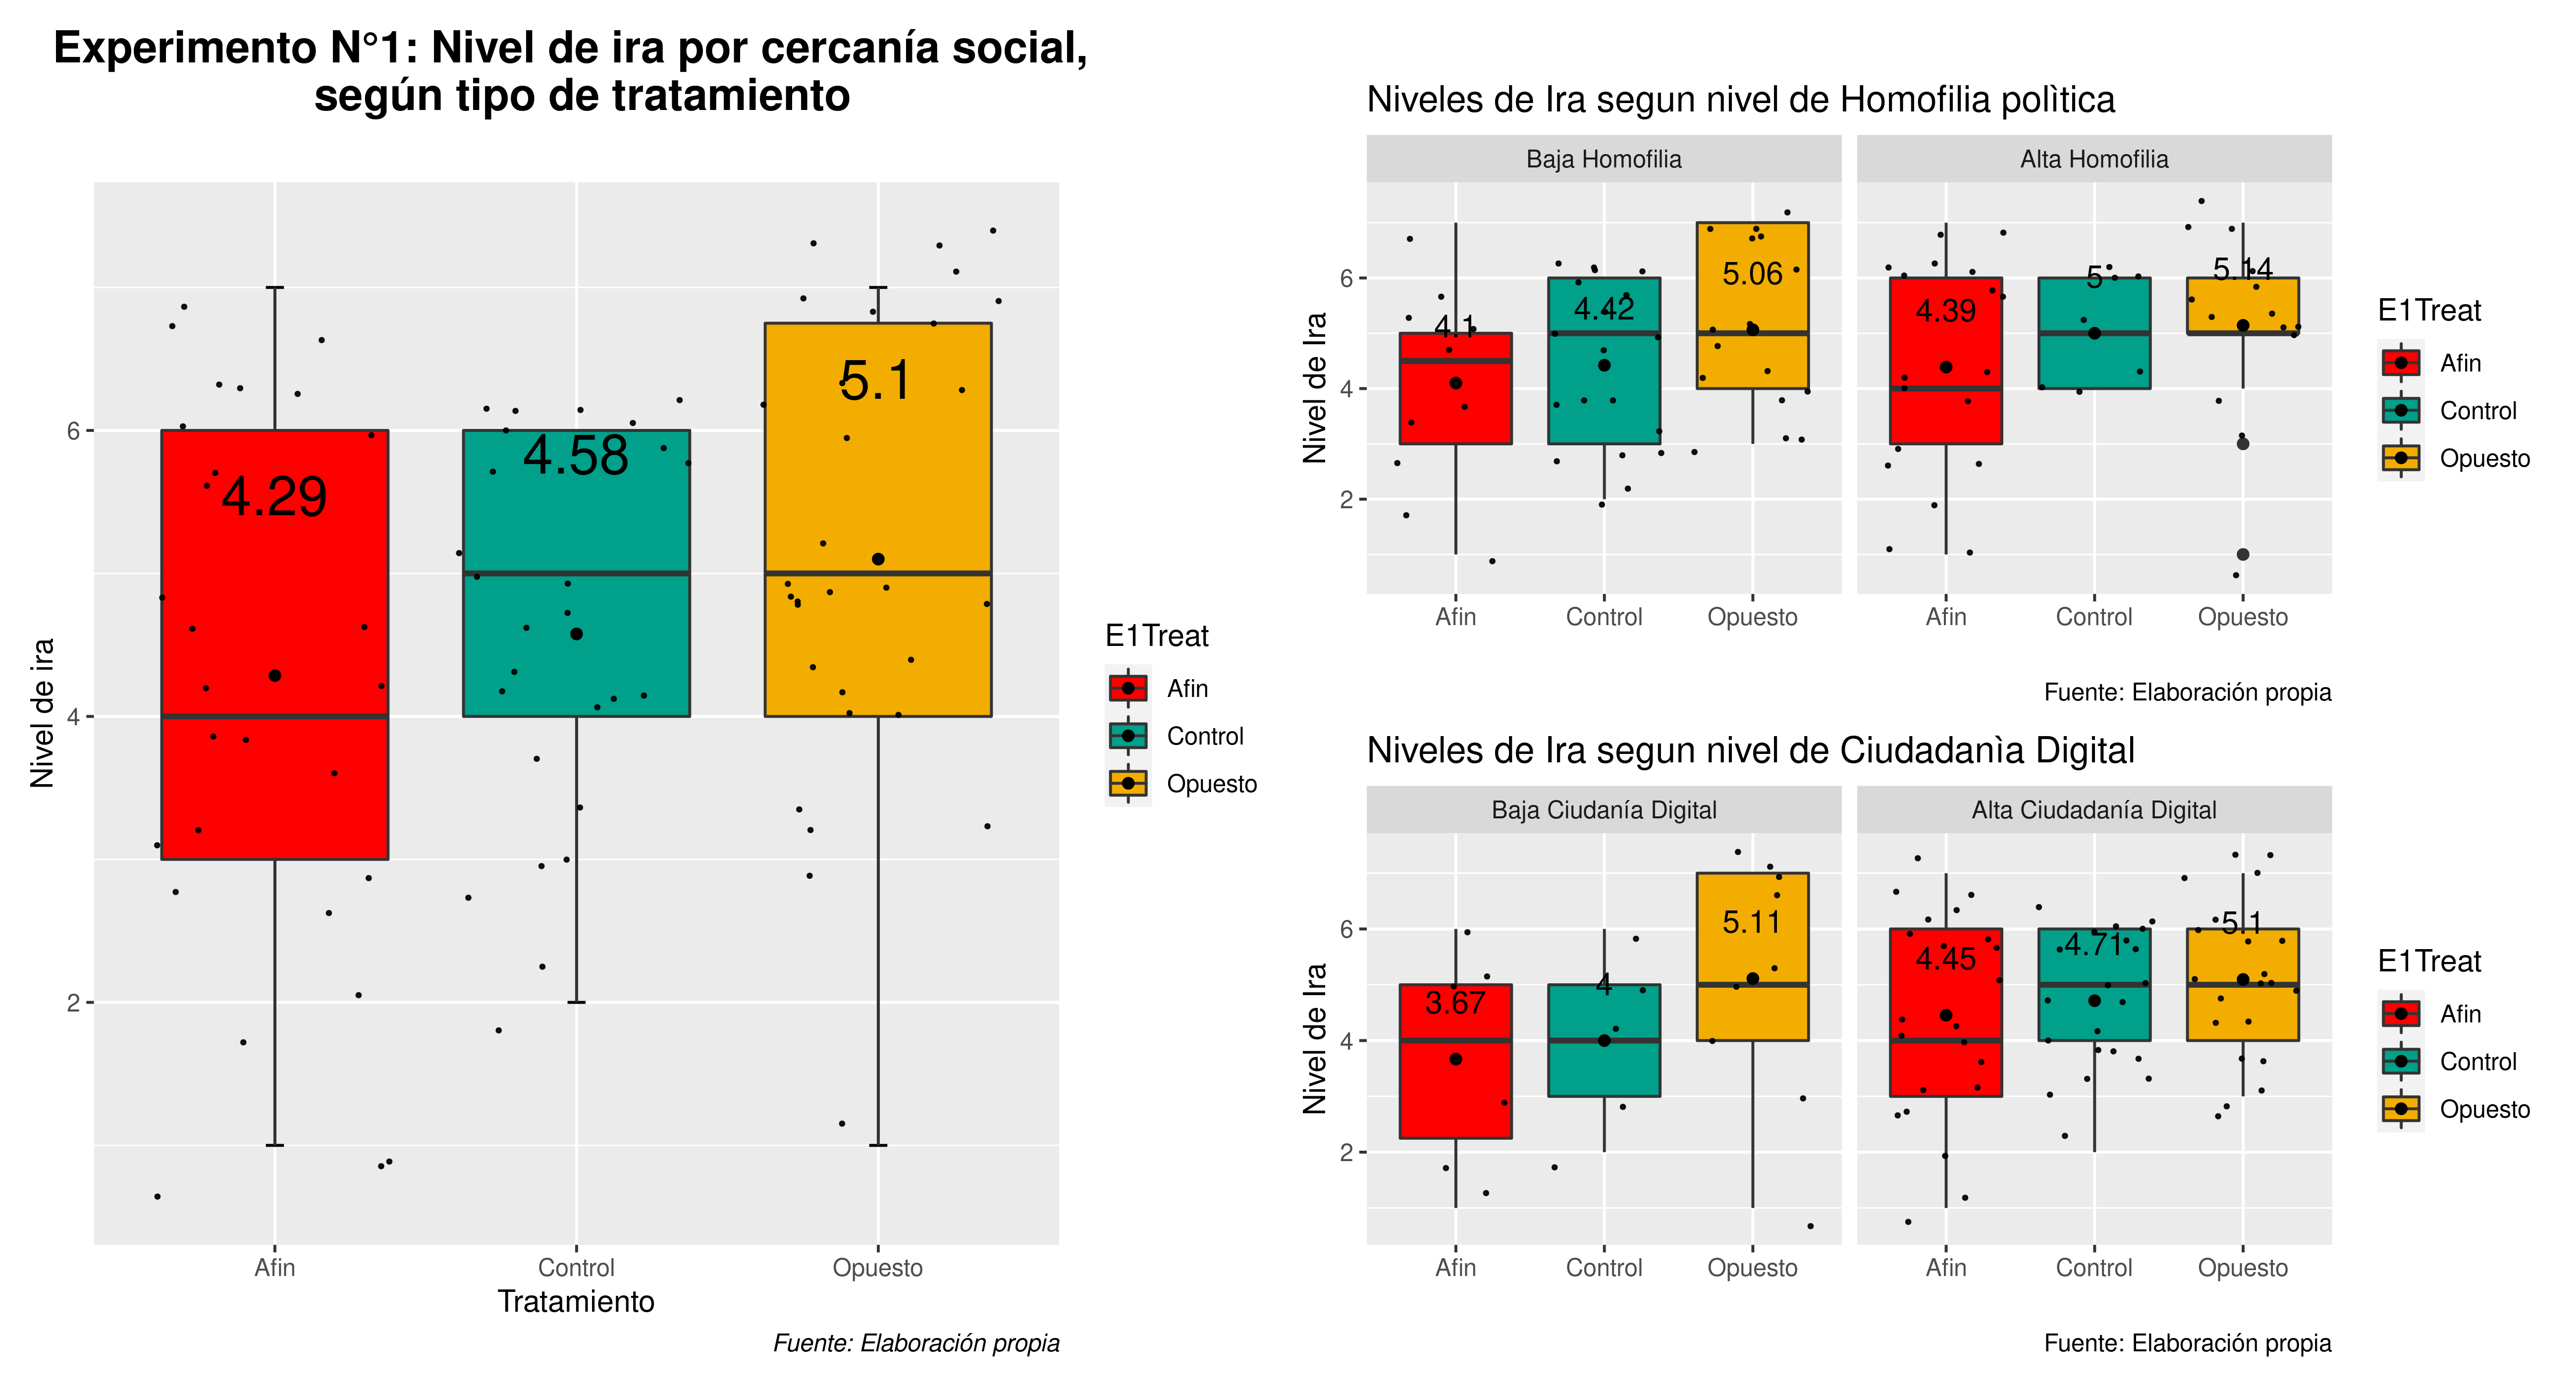 Experimento N°1: Nivel de ira por cercanía social,
según tipo de tratamiento
Nivel de ira
6
4
2
4.29
4.58
5.1
Afin
Control
Opuesto
Tratamiento
Fuente: Elaboración propia
E1Treat
Afin
Control
Opuesto
Niveles de Ira segun nivel de Homofilia polìtica
Baja Homofilia
Alta Homofilia
Nivel de Ira
6
4
2
4.1
4.42
5.06
4.39
5
5.14
Afin
Control
Opuesto
Afin
Control
Opuesto
Fuente: Elaboración propia
E1Treat
Afin
Control
Opuesto
Niveles de Ira segun nivel de Ciudadanìa Digital
Baja Ciudanía Digital
Alta Ciudadanía Digital
Nivel de Ira
6
4
2
3.67
4
5.11
4.45
4.71
5.1
Afin
Control
Opuesto
Afin
Control
Opuesto
Fuente: Elaboración propia
E1Treat
Afin
Control
Opuesto